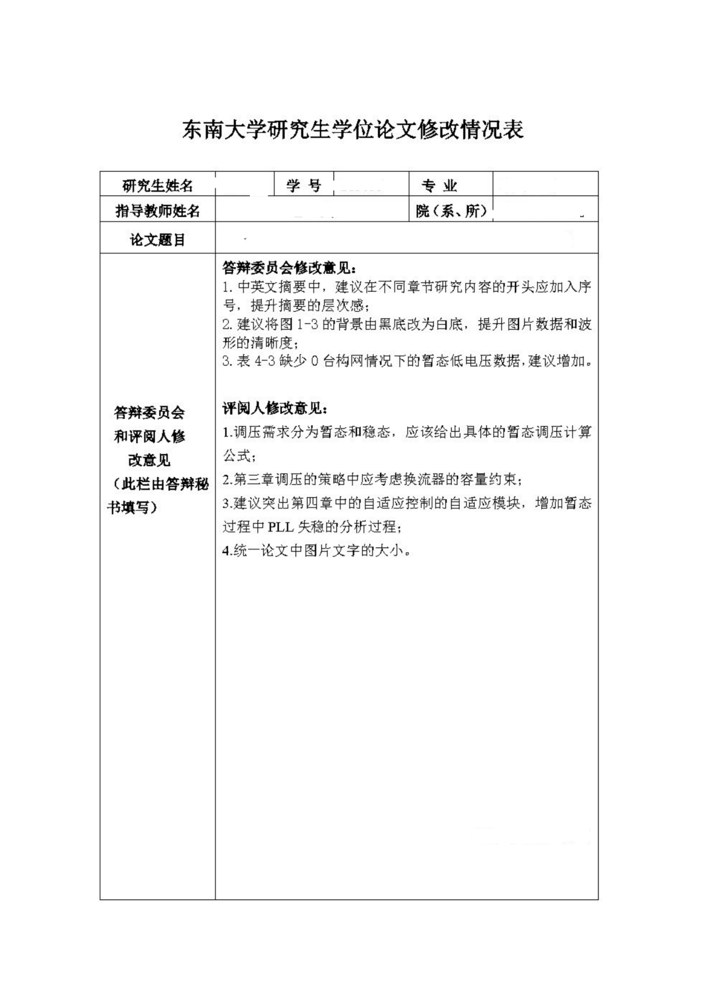 东南大学研究生学位论文修改情况表
研究生姓名 学 号 专 业
指导教师姓名 院（系、所）
论文题目
答辩委员会修改意见：
1. 中英文摘要中，建议在不同章节研究内容的开头应加入序
号，提升摘要的层次感；
2. 建议将图 1-3 的背景由黑底改为白底，提升图片数据和波
形的清晰度；
3. 表 4-3 缺少 0 台构网情况下的暂态低电压数据，建议增加。
答辩委员会
和评阅人修
改意见
（此栏由答辩秘
书填写）
评阅人修改意见：
1.调压需求分为暂态和稳态，应该给出具体的暂态调压计算
公式；
2.第三章调压的策略中应考虑换流器的容量约束；
3.建议突出第四章中的自适应控制的自适应模块，增加暂态
过程中 PLL 失稳的分析过程；
4.统一论文中图片文字的大小。